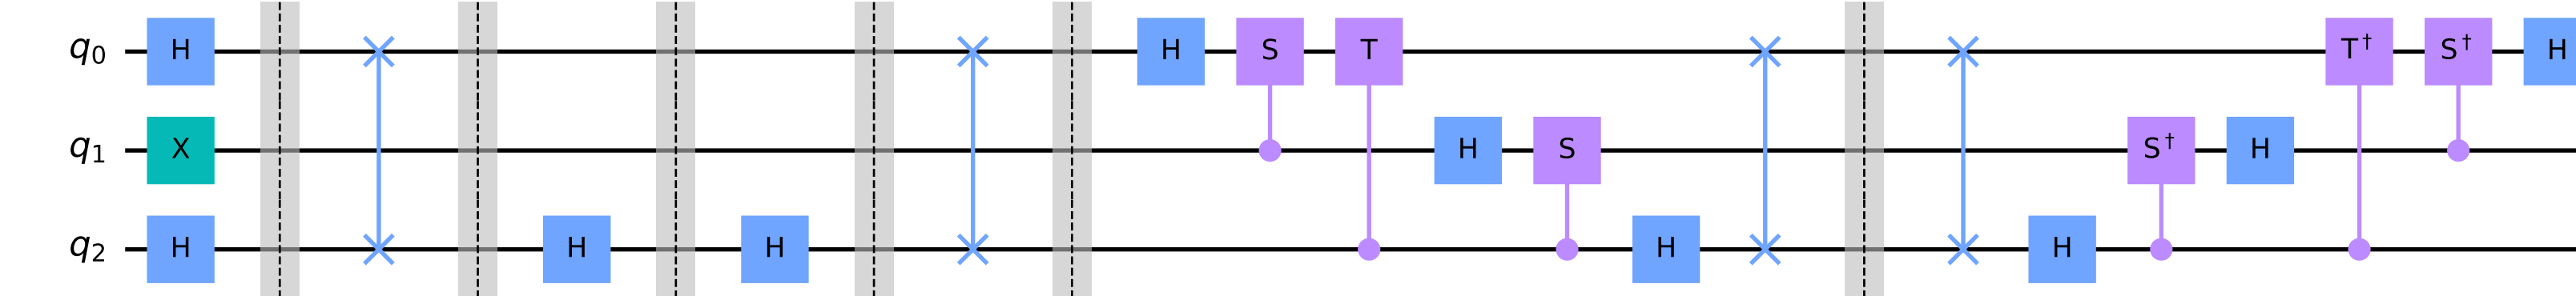 q0 H H S T T† S† H
q1 X H S S† H
q2 H H H H H